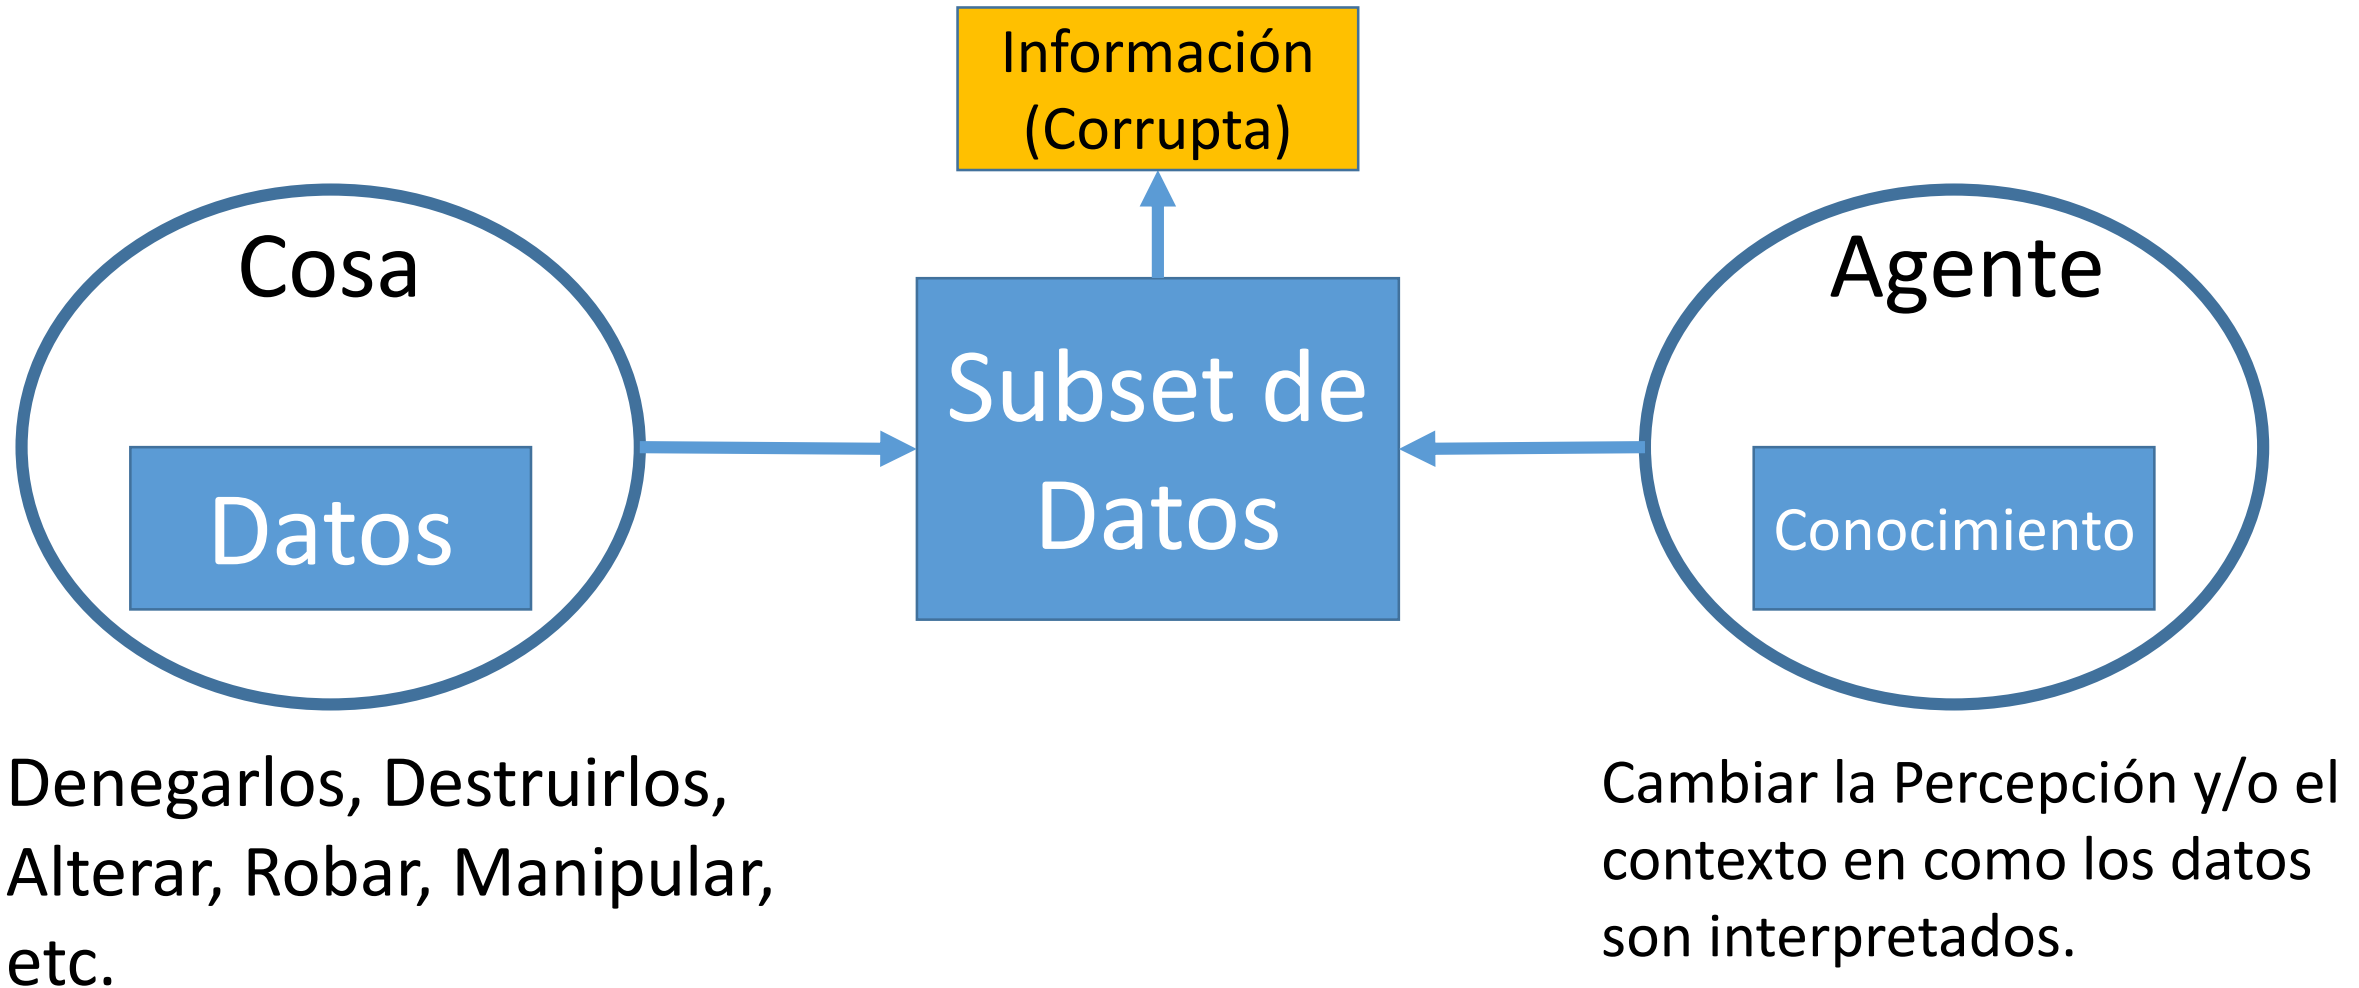 Información
(Corrupta)
Cosa
Datos
Subset de
Datos
Agente
Conocimiento
Denegarlos, Destruirlos,
Alterar, Robar, Manipular,
etc.
Cambiar la Percepción y/o el
contexto en como los datos
son interpretados.